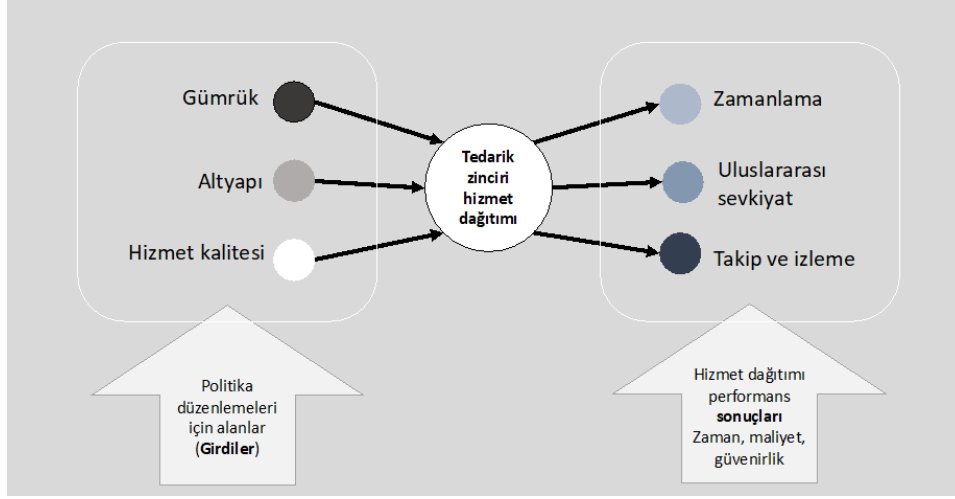 Gümrük
Altyapı
Hizmet kalitesi
Tedarik
zinciri
hizmet
dağıtımı
Zamanlama
Uluslararası
sevkiyat
Takip ve izleme
Politika
düzenlemeleri
için alanlar
(Girdiler)
Hizmet dağıtımı
performans
sonuçları
Zaman, maliyet,
güvenirlik